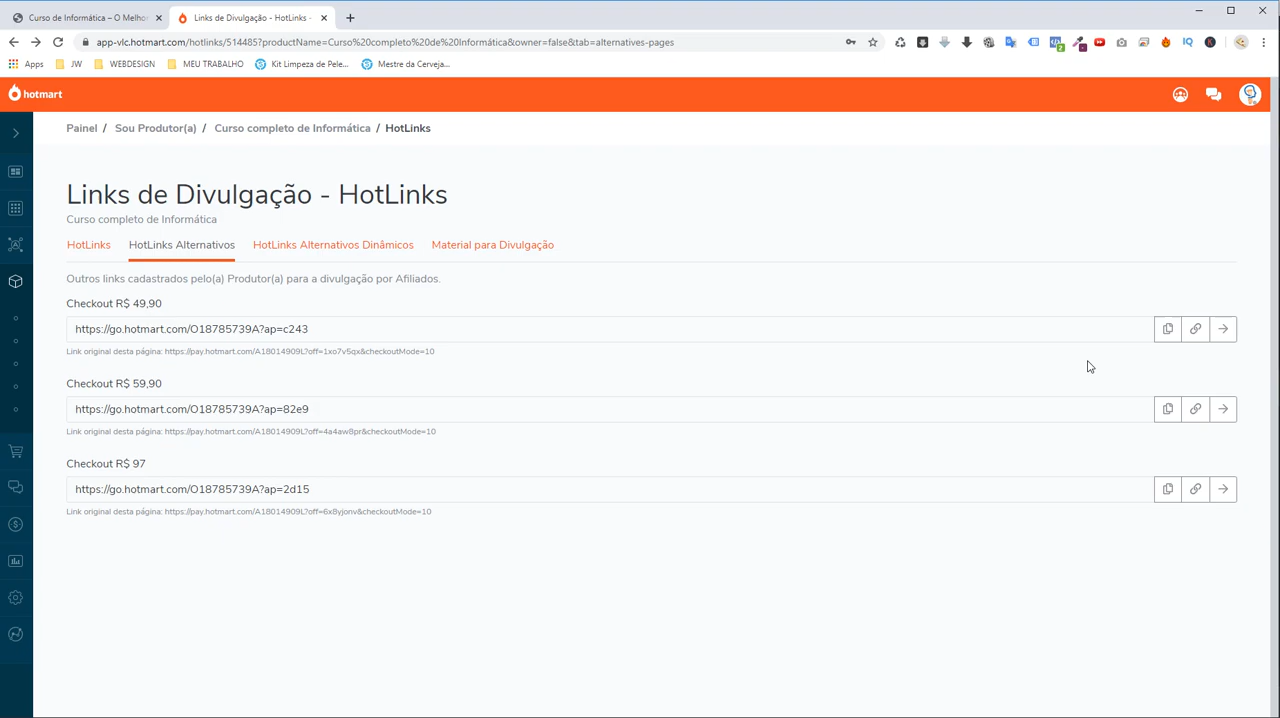 Curso de Informática – O Melho
Links de Divulgação - HotLinks -
app-vlc.hotmart.com/hotlinks/514485?productName=Curso%20completo%20de%20Informática&owner=false&tab=alternatives-pages
Apps JW WEBDESIGN MEU TRABALHO Kit Limpeza de Pele... Mestre da Cerveja...
hotmart
Painel / Sou Produtor(a) / Curso completo de Informática / HotLinks
Links de Divulgação - HotLinks
Curso completo de Informática
HotLinks HotLinks Alternativos HotLinks Alternativos Dinâmicos Material para Divulgação
Outros links cadastrados pelo(a) Produtor(a) para a divulgação por Afiliados.
Checkout R$ 49,90
https://go.hotmart.com/O18785739A?ap=c243
Link original desta página: https://pay.hotmart.com/A18014909L?off=1xo7v5qx&checkoutMode=10
Checkout R$ 59,90
https://go.hotmart.com/O18785739A?ap=82e9
Link original desta página: https://pay.hotmart.com/A18014909L?off=4a4aw8pr&checkoutMode=10
Checkout R$ 97
https://go.hotmart.com/O18785739A?ap=2d15
Link original desta página: https://pay.hotmart.com/A18014909L?off=6x8yjonv&checkoutMode=10